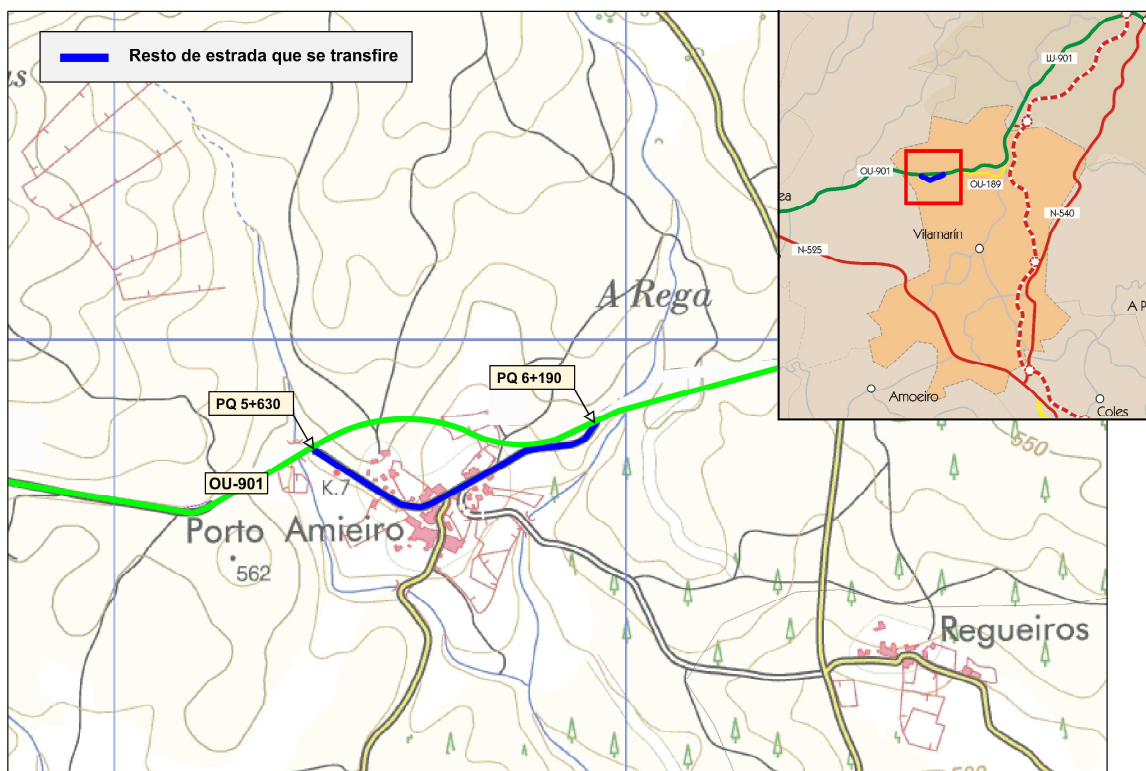 Resto de estrada que se transfire
A Rega
PQ 6+190
PQ 5+630
OU-901
K.7
Porto Amieiro
562
Regueiros
550
LU-901
OU-901
OU-189
N-540
Vilamarín
N-525
A P
Amoeiro
Coles